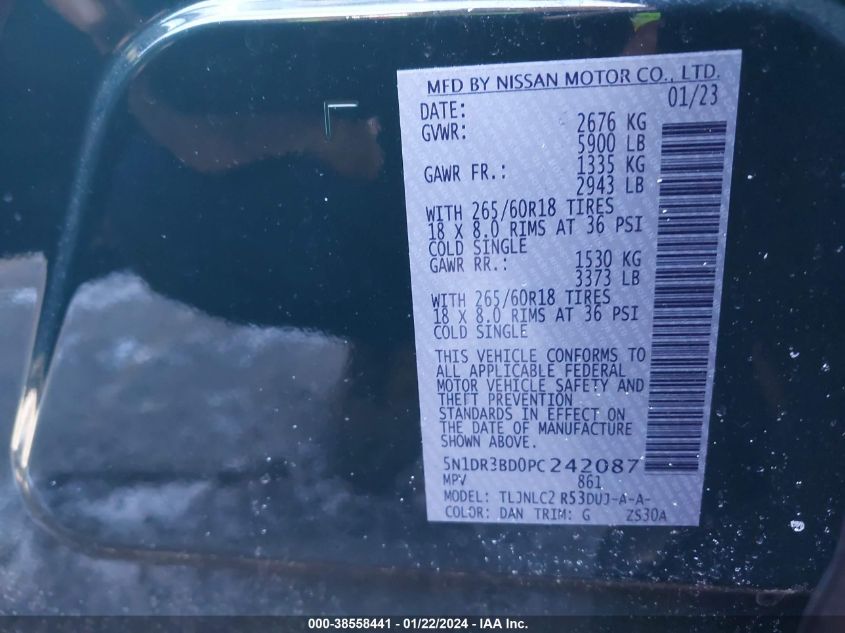 MFD BY NISSAN MOTOR CO., LTD.
DATE: 01/23
GVWR: 2676 KG
5900 LB
GAWR FR.: 1335 KG
2943 LB
WITH 265/60R18 TIRES
18 X 8.0 RIMS AT 36 PSI
COLD SINGLE
GAWR RR.: 1530 KG
3373 LB
WITH 265/60R18 TIRES
18 X 8.0 RIMS AT 36 PSI
COLD SINGLE
THIS VEHICLE CONFORMS TO
ALL APPLICABLE FEDERAL
MOTOR VEHICLE SAFETY AND
THEFT PREVENTION
STANDARDS IN EFFECT ON
THE DATE OF MANUFACTURE
SHOWN ABOVE.
5N1DR3BD0PC242087
MPV 861
MODEL: TLJNLC2 R53DUJ-A-A-
COLOR: DAN TRIM: G ZS30A
000-38558441 - 01/22/2024 - IAA Inc.